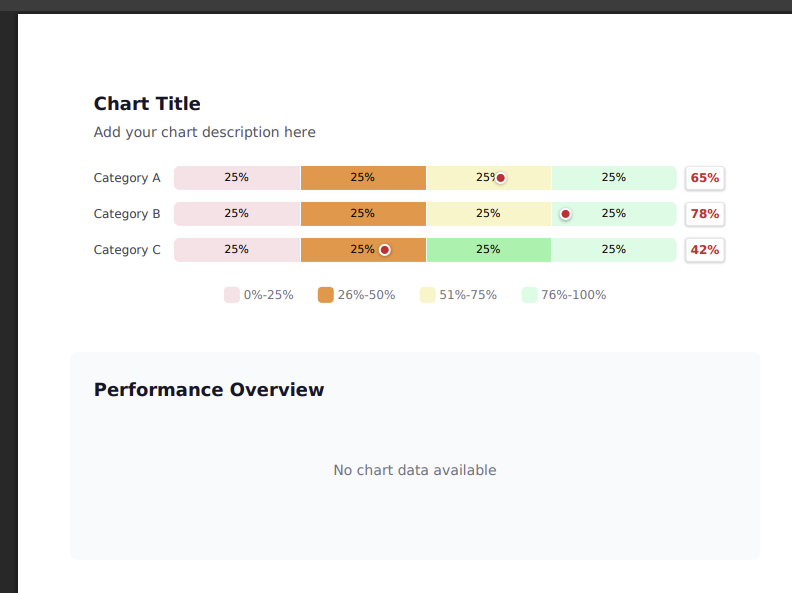 Chart Title
Add your chart description here
Category A 25% 25% 25% 25% 65%
Category B 25% 25% 25% 25% 78%
Category C 25% 25% 25% 25% 42%
0%-25% 26%-50% 51%-75% 76%-100%
Performance Overview
No chart data available